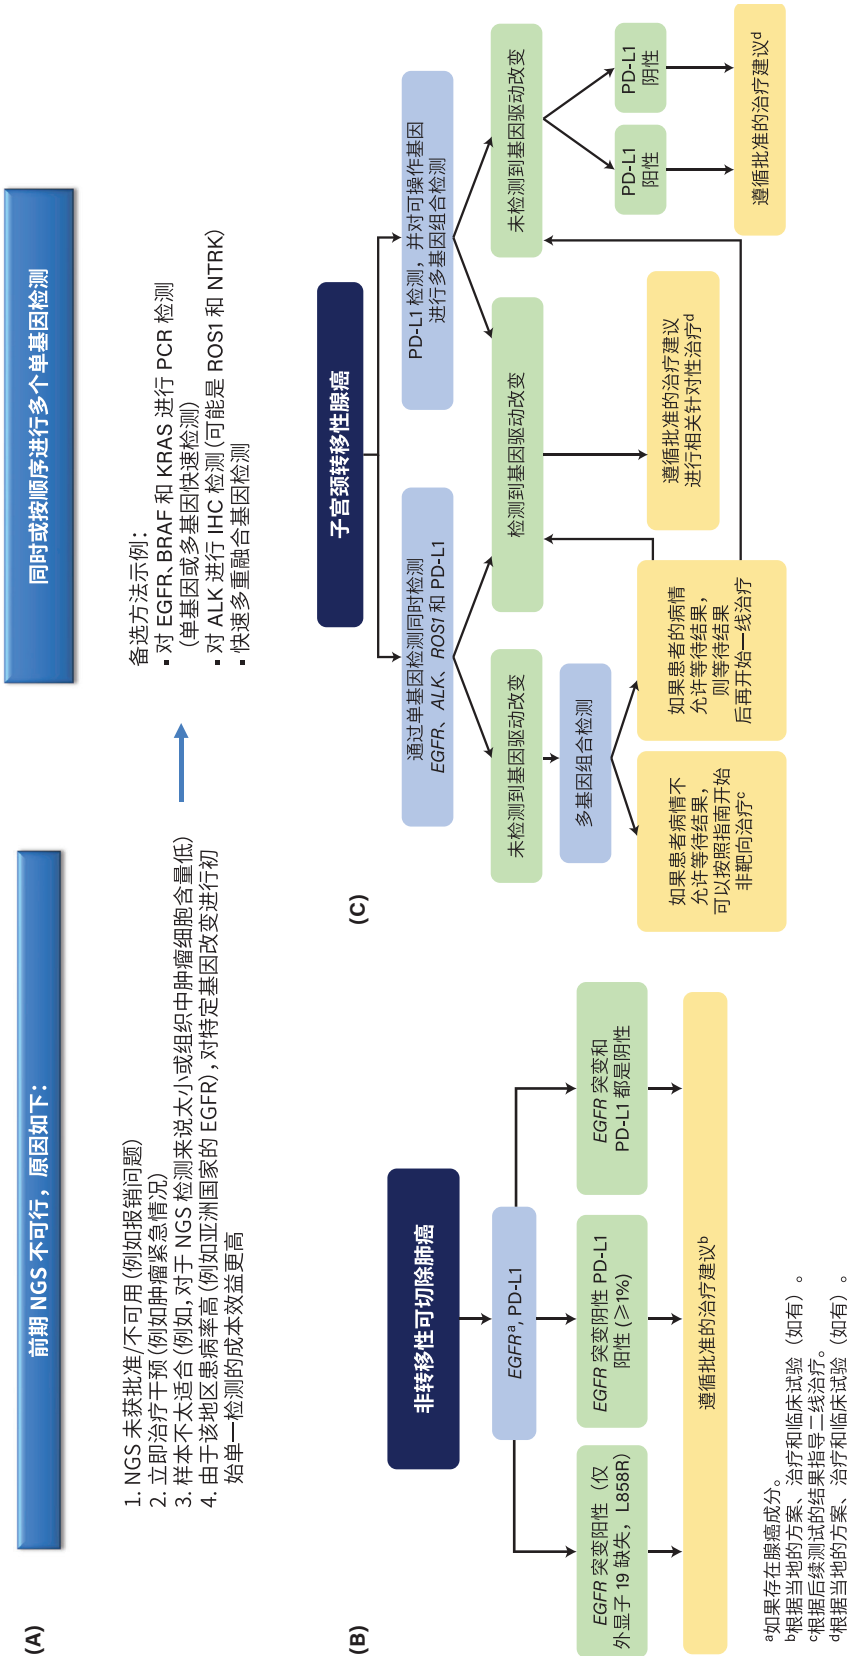 (A)
前期 NGS 不可行，原因如下：
1. NGS 未获批准/不可用 (例如报销问题)
2. 立即治疗干预 (例如肿瘤紧急情况)
3. 样本不太适合 (例如, 对于 NGS 检测来说太小或组织中肿瘤细胞含量低)
4. 由于该地区患病率高 (例如亚洲国家的 EGFR), 对特定基因改变进行初
始单一检测的成本效益更高
同时或按顺序进行多个单基因检测
备选方法示例：
▪ 对 EGFR、BRAF 和 KRAS 进行 PCR 检测
(单基因或多基因快速检测)
▪ 对 ALK 进行 IHC 检测 (可能是 ROS1 和 NTRK)
▪ 快速多重融合基因检测
(B)
非转移性可切除肺癌
EGFRᵃ, PD-L1
EGFR 突变阳性（仅
外显子 19 缺失，L858R）
EGFR 突变阴性 PD-L1
阳性 (≥1%)
EGFR 突变和
PD-L1 都是阴性
遵循批准的治疗建议ᵇ
(C)
子宫颈转移性腺癌
通过单基因检测同时检测
EGFR、ALK、ROS1 和 PD-L1
PD-L1 检测，并对可操作基因
进行多基因组合检测
未检测到基因驱动改变
检测到基因驱动改变
未检测到基因驱动改变
多基因组合检测
PD-L1
阳性
PD-L1
阴性
如果患者病情不
允许等待结果，
可以按照指南开始
非靶向治疗ᶜ
如果患者的病情
允许等待结果，
则等待结果
后再开始一线治疗
遵循批准的治疗建议
进行相关针对性治疗ᵈ
遵循批准的治疗建议ᵈ
ᵃ如果存在腺癌成分。
ᵇ根据当地的方案、治疗和临床试验（如有）。
ᶜ根据后续测试的结果指导二线治疗。
ᵈ根据当地的方案、治疗和临床试验（如有）。